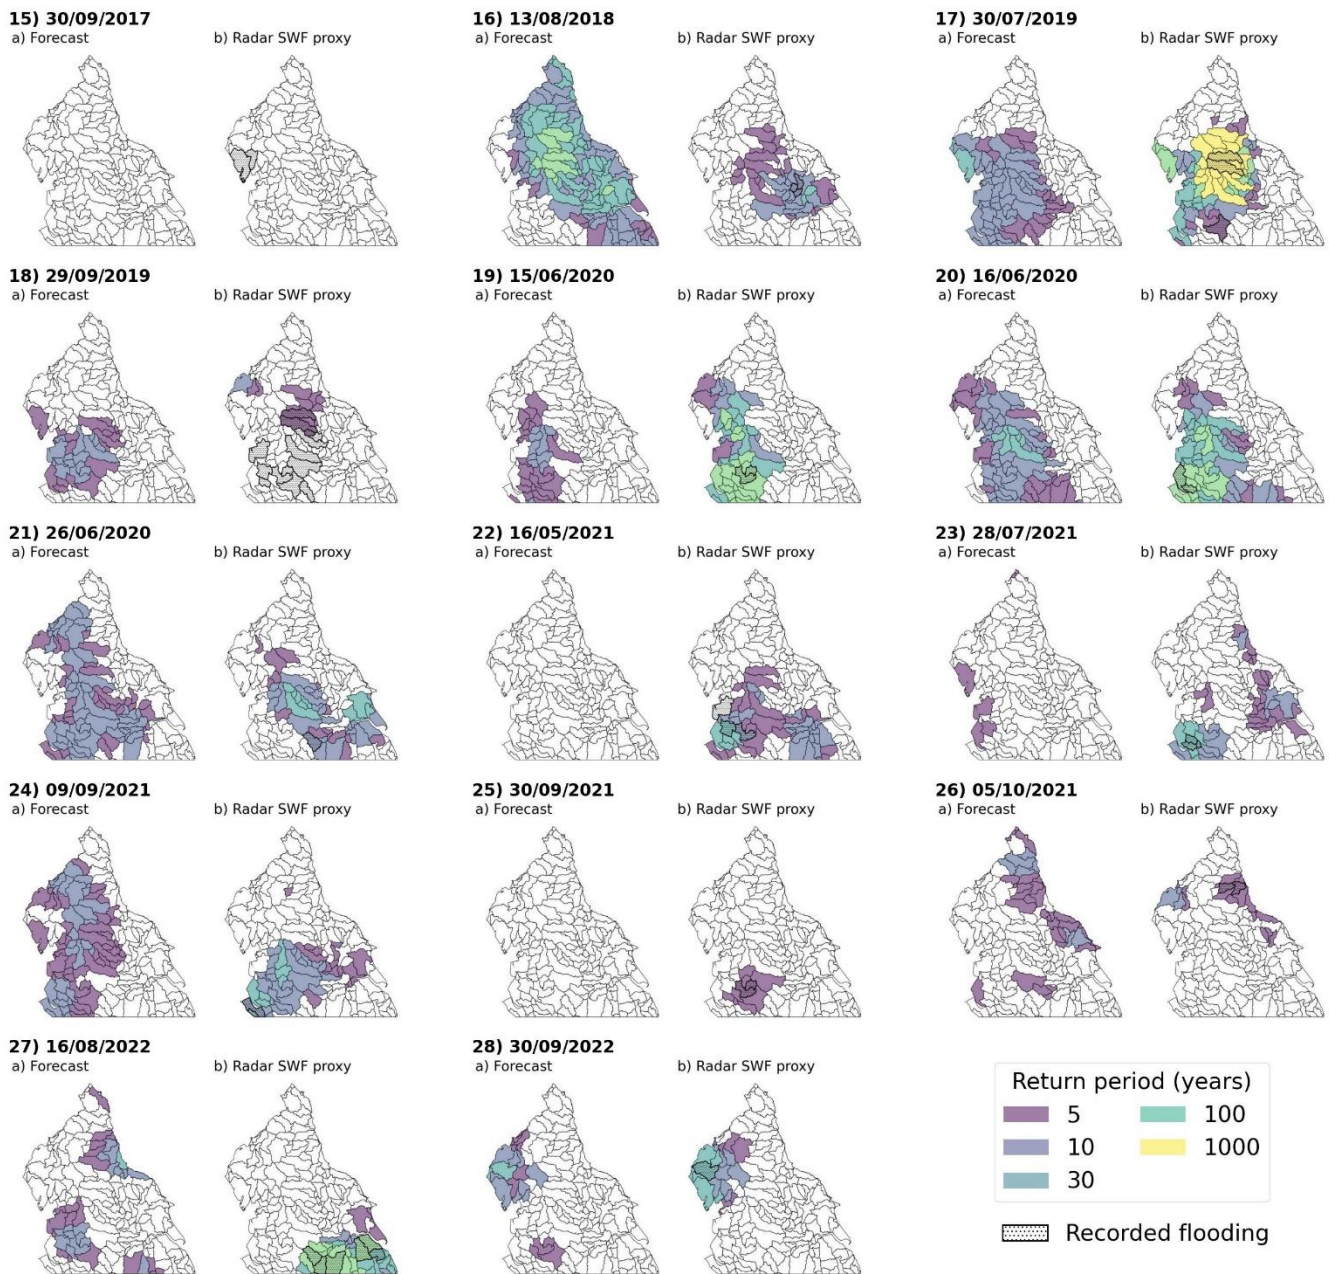 15) 30/09/2017
a) Forecast
b) Radar SWF proxy
16) 13/08/2018
a) Forecast
b) Radar SWF proxy
17) 30/07/2019
a) Forecast
b) Radar SWF proxy
18) 29/09/2019
a) Forecast
b) Radar SWF proxy
19) 15/06/2020
a) Forecast
b) Radar SWF proxy
20) 16/06/2020
a) Forecast
b) Radar SWF proxy
21) 26/06/2020
a) Forecast
b) Radar SWF proxy
22) 16/05/2021
a) Forecast
b) Radar SWF proxy
23) 28/07/2021
a) Forecast
b) Radar SWF proxy
24) 09/09/2021
a) Forecast
b) Radar SWF proxy
25) 30/09/2021
a) Forecast
b) Radar SWF proxy
26) 05/10/2021
a) Forecast
b) Radar SWF proxy
27) 16/08/2022
a) Forecast
b) Radar SWF proxy
28) 30/09/2022
a) Forecast
b) Radar SWF proxy
Return period (years)
5
10
30
100
1000
Recorded flooding